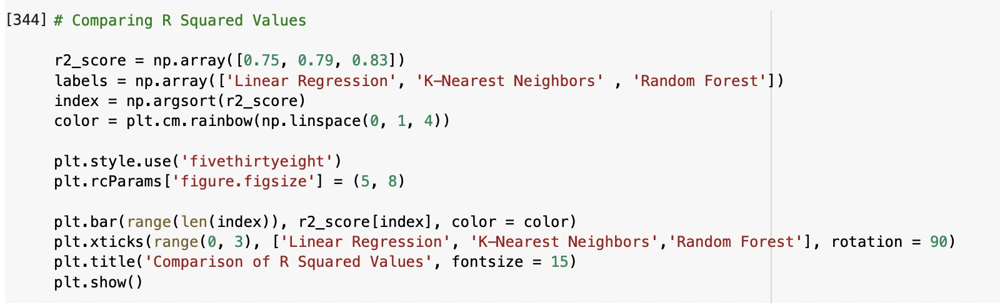 [344] # Comparing R Squared Values
r2_score = np.array([0.75, 0.79, 0.83])
labels = np.array(['Linear Regression', 'K-Nearest Neighbors' , 'Random Forest'])
index = np.argsort(r2_score)
color = plt.cm.rainbow(np.linspace(0, 1, 4))
plt.style.use('fivethirtyeight')
plt.rcParams['figure.figsize'] = (5, 8)
plt.bar(range(len(index)), r2_score[index], color = color)
plt.xticks(range(0, 3), ['Linear Regression', 'K-Nearest Neighbors','Random Forest'], rotation = 90)
plt.title('Comparison of R Squared Values', fontsize = 15)
plt.show()